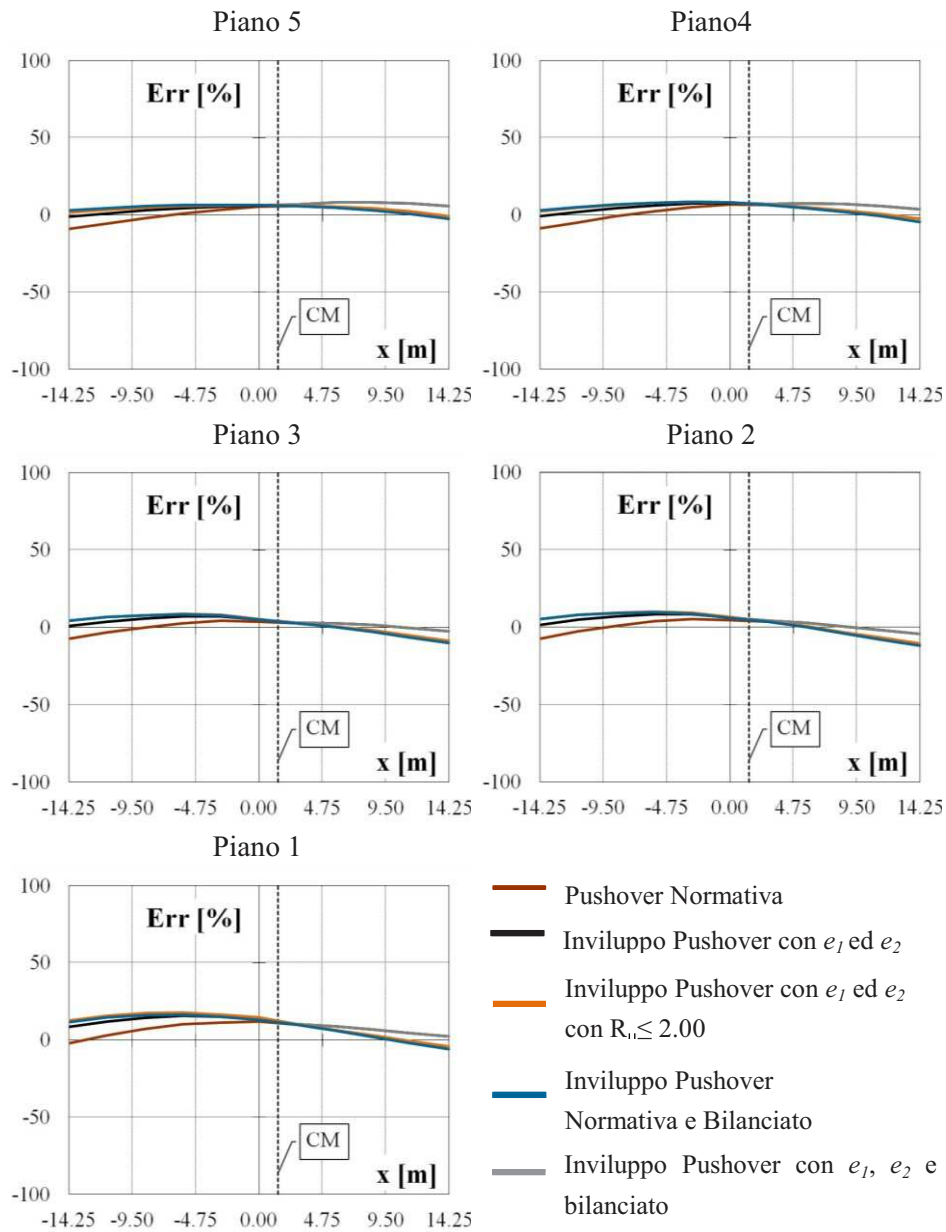 Piano 5
Piano4
100
Err [%]
50
0
-50
CM
x [m]
-100
-14.25 -9.50 -4.75 0.00 4.75 9.50 14.25
100
Err [%]
50
0
-50
CM
x [m]
-100
-14.25 -9.50 -4.75 0.00 4.75 9.50 14.25
Piano 3
Piano 2
100
Err [%]
50
0
-50
CM
x [m]
-100
-14.25 -9.50 -4.75 0.00 4.75 9.50 14.25
100
Err [%]
50
0
-50
CM
x [m]
-100
-14.25 -9.50 -4.75 0.00 4.75 9.50 14.25
Piano 1
100
Err [%]
50
0
-50
CM
x [m]
-100
-14.25 -9.50 -4.75 0.00 4.75 9.50 14.25
Pushover Normativa
Inviluppo Pushover con e1 ed e2
Inviluppo Pushover con e1 ed e2
con Rμ≤ 2.00
Inviluppo Pushover
Normativa e Bilanciato
Inviluppo Pushover con e1, e2 e
bilanciato